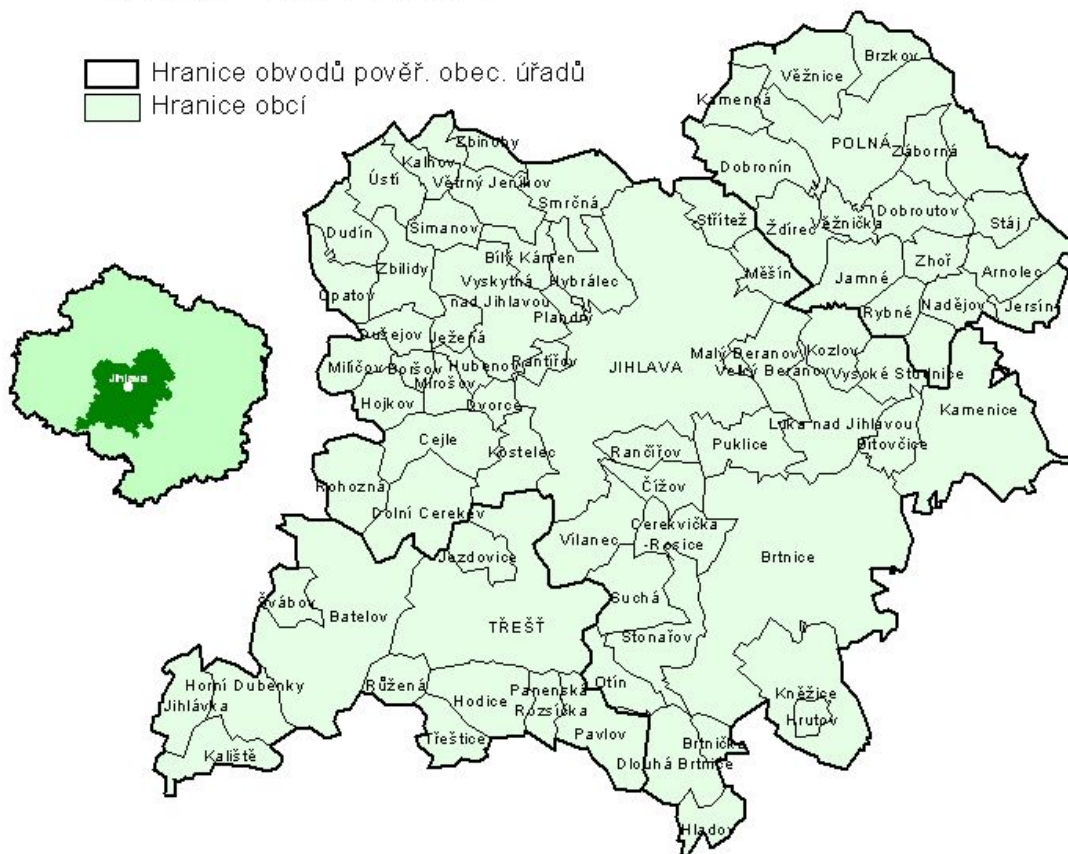 Hranice obvodů pověř. obec. úřadů
Hranice obcí
Brzkov
Věžnice
Kamenná
POLNÁ
Záborná
Zbinohy
Kalhov
Dobronín
Ústí
Větrný Jeníkov
Smrčná
Střítež
Ždírec
Věžnička
Dobroutov
Stáj
Dudín
Simanov
Bílý Kámen
Zhoř
Zbilidy
Vyskytná
nad Jihlavou
Hybrálec
Měšín
Jamné
Arnolec
Opatov
Plandry
Rybné
Nadějov
Jersín
Dušejov
Ježená
Jihlava
Milíčov
Boršov
Hubenov
Rantířov
JIHLAVA
Malý Beranov
Velký Beranov
Kozlov
Vysoké Studnice
Mirošov
Hojkov
Dvorce
Kamenice
Cejle
Kostelec
Rančířov
Puklice
Luka nad Jihlavou
Bítovčice
Čížov
Rohozná
Dolní Cerekev
Cerekvička
-Rosice
Vílanec
Jezdovice
Brtnice
Suchá
Švábov
Batelov
TŘEŠŤ
Stonařov
Horní Dubenky
Jihlávka
Růžená
Hodice
Panenská
Rozsíčka
Otín
Kněžice
Hrutov
Třeštice
Pavlov
Kaliště
Brtnička
Dlouhá Brtnice
Hladov